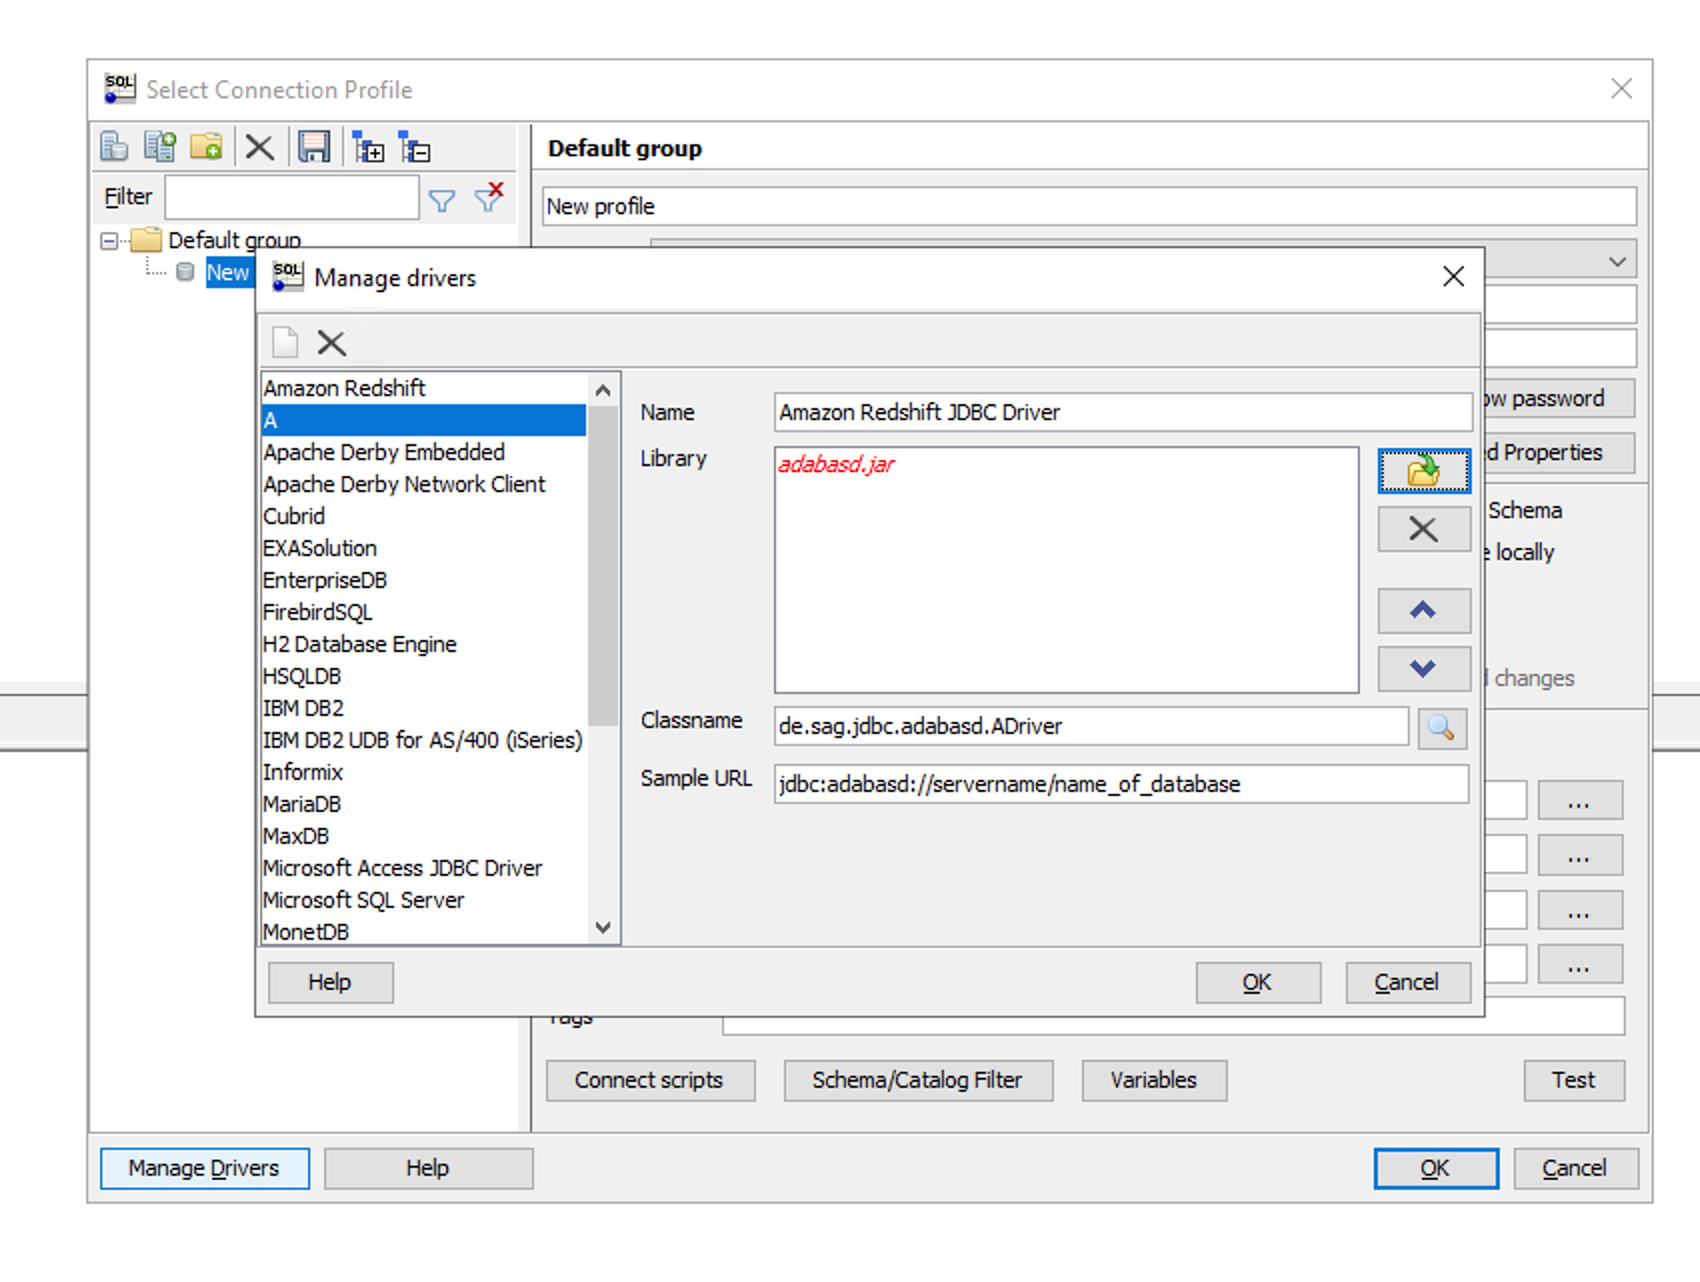 SQL Select Connection Profile
Filter
Default group
New
Default group
New profile
SQL Manage drivers
Amazon Redshift
A
Apache Derby Embedded
Apache Derby Network Client
Cubrid
EXASolution
EnterpriseDB
FirebirdSQL
H2 Database Engine
HSQLDB
IBM DB2
IBM DB2 UDB for AS/400 (iSeries)
Informix
MariaDB
MaxDB
Microsoft Access JDBC Driver
Microsoft SQL Server
MonetDB
Name
Amazon Redshift JDBC Driver
Library
adabasd.jar
Classname
de.sag.jdbc.adabasd.ADriver
Sample URL
jdbc:adabasd://servername/name_of_database
Help
OK
Cancel
password
Properties
Schema
locally
changes
...
...
...
...
Tags
Connect scripts
Schema/Catalog Filter
Variables
Test
Manage Drivers
Help
OK
Cancel